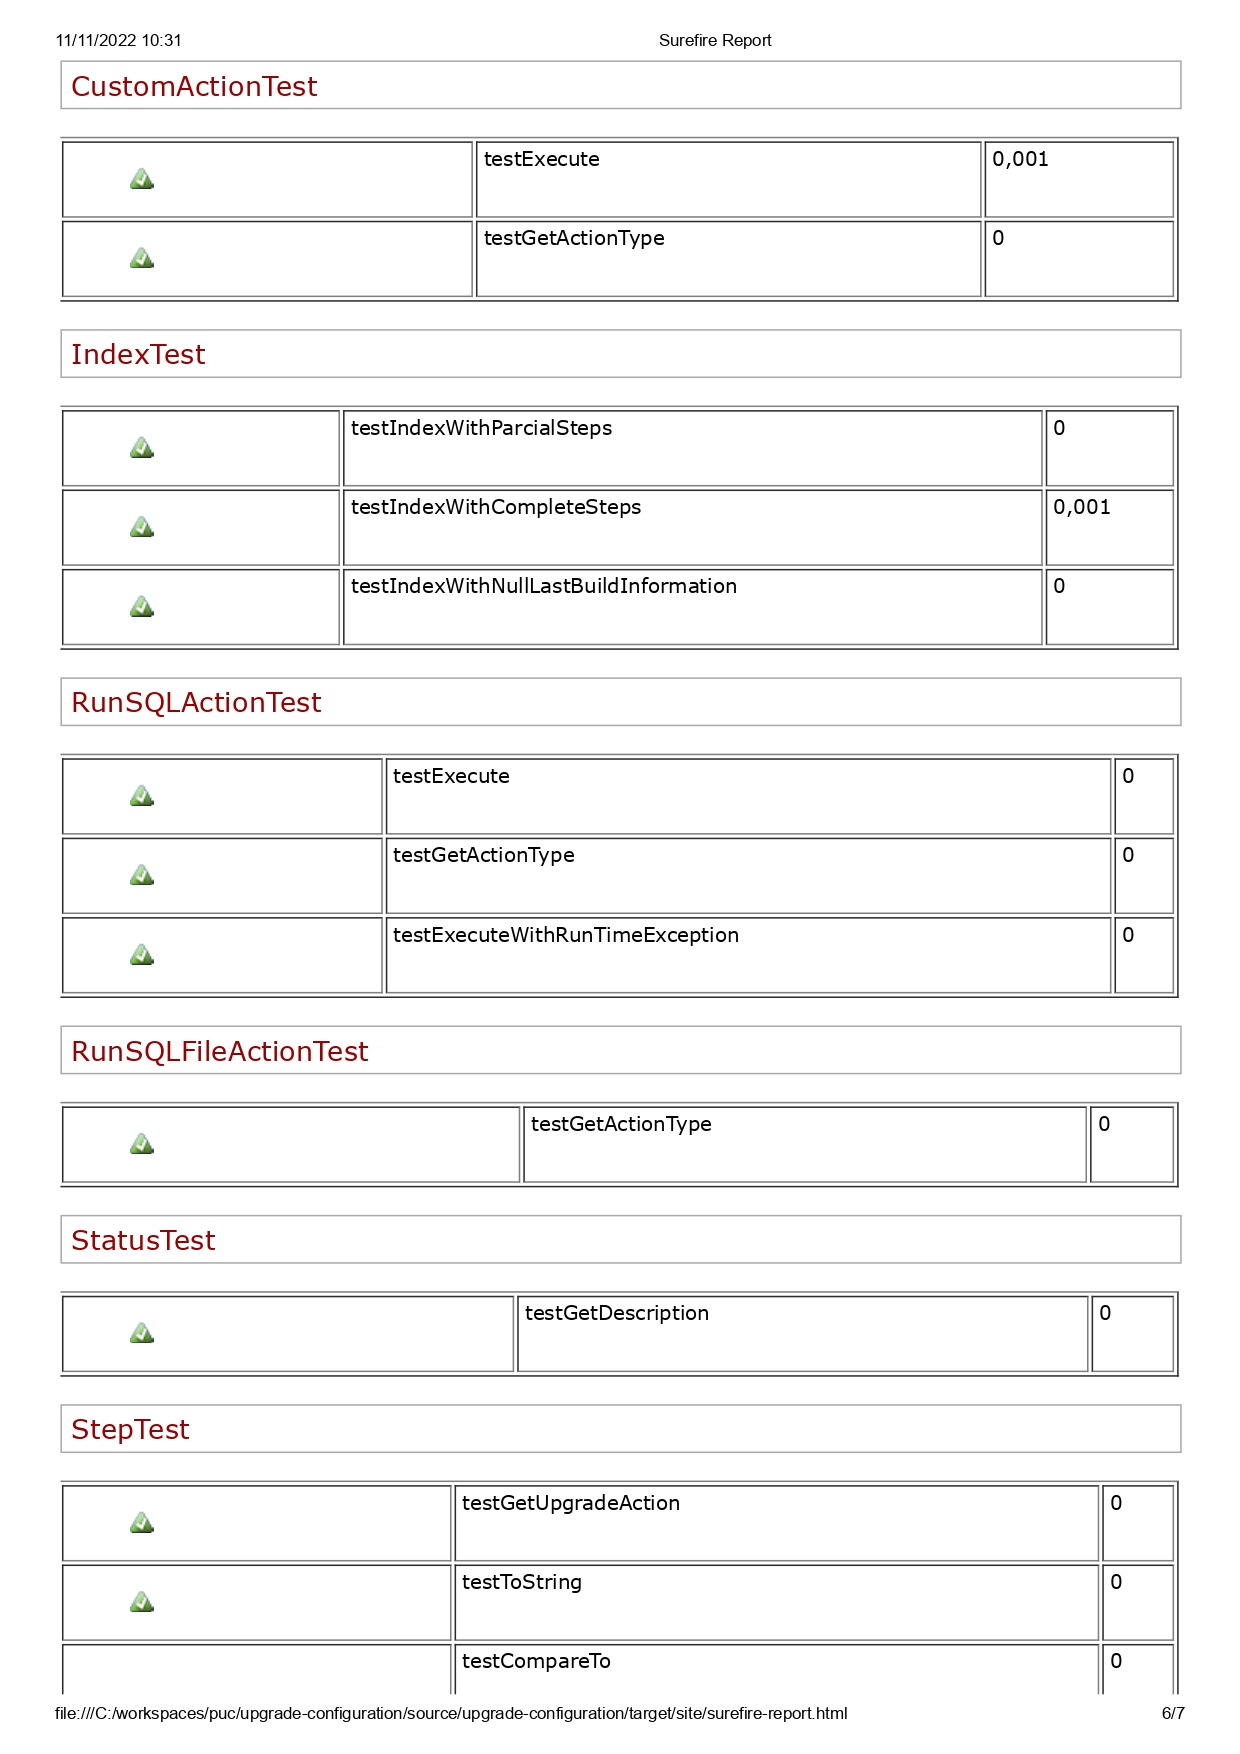 11/11/2022 10:31 Surefire Report
CustomActionTest
testExecute 0,001
testGetActionType 0
IndexTest
testIndexWithParcialSteps 0
testIndexWithCompleteSteps 0,001
testIndexWithNullLastBuildInformation 0
RunSQLActionTest
testExecute 0
testGetActionType 0
testExecuteWithRunTimeException 0
RunSQLFileActionTest
testGetActionType 0
StatusTest
testGetDescription 0
StepTest
testGetUpgradeAction 0
testToString 0
testCompareTo 0
file:///C:/workspaces/puc/upgrade-configuration/source/upgrade-configuration/target/site/surefire-report.html 6/7